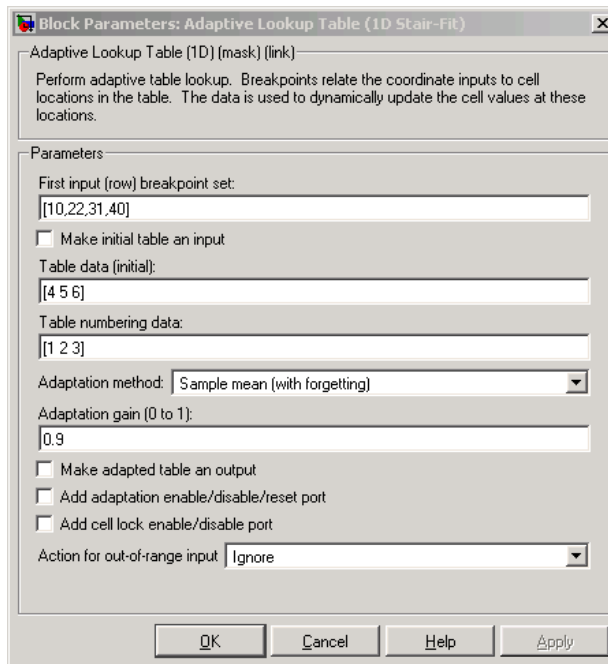 Block Parameters: Adaptive Lookup Table (1D Stair-Fit)
Adaptive Lookup Table (1D) (mask) (link)
Perform adaptive table lookup. Breakpoints relate the coordinate inputs to cell
locations in the table. The data is used to dynamically update the cell values at these
locations.
Parameters
First input (row) breakpoint set:
[10,22,31,40]
Make initial table an input
Table data (initial):
[4 5 6]
Table numbering data:
[1 2 3]
Adaptation method: Sample mean (with forgetting)
Adaptation gain (0 to 1):
0.9
Make adapted table an output
Add adaptation enable/disable/reset port
Add cell lock enable/disable port
Action for out-of-range input Ignore
OK Cancel Help Apply